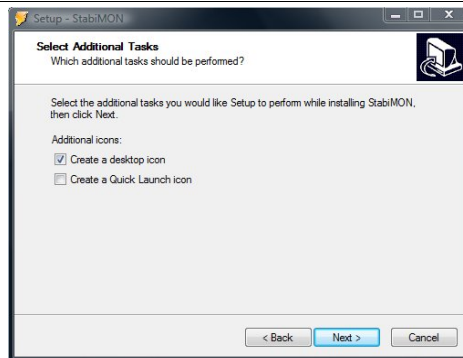 Setup - StabiMON
Select Additional Tasks
Which additional tasks should be performed?
Select the additional tasks you would like Setup to perform while installing StabiMON,
then click Next.
Additional icons:
Create a desktop icon
Create a Quick Launch icon
< Back
Next >
Cancel